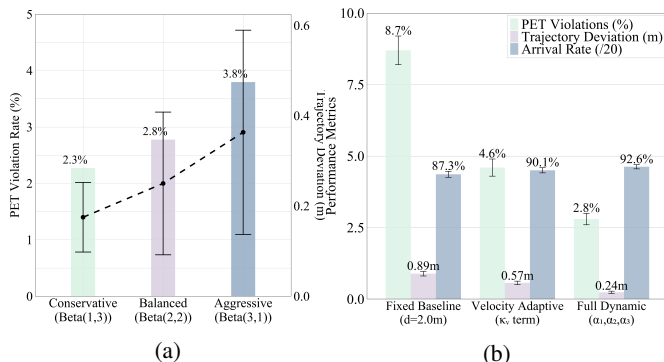 (a)
5
4
3
2
1
0
PET Violation Rate (%)
2.3%
2.8%
3.8%
0.6
0.4
0.2
0.0
Trajectory Deviation (m)
Conservative
(Beta(1,3))
Balanced
(Beta(2,2))
Aggressive
(Beta(3,1))
(a)
(b)
10.0
7.5
5.0
2.5
0.0
Performance Metrics
PET Violations (%)
Trajectory Deviation (m)
Arrival Rate (/20)
8.7%
0.89m
87.3%
4.6%
0.57m
90.1%
2.8%
0.24m
92.6%
Fixed Baseline
(d=2.0m)
Velocity Adaptive
(κᵥ term)
Full Dynamic
(α₁,α₂,α₃)
(b)